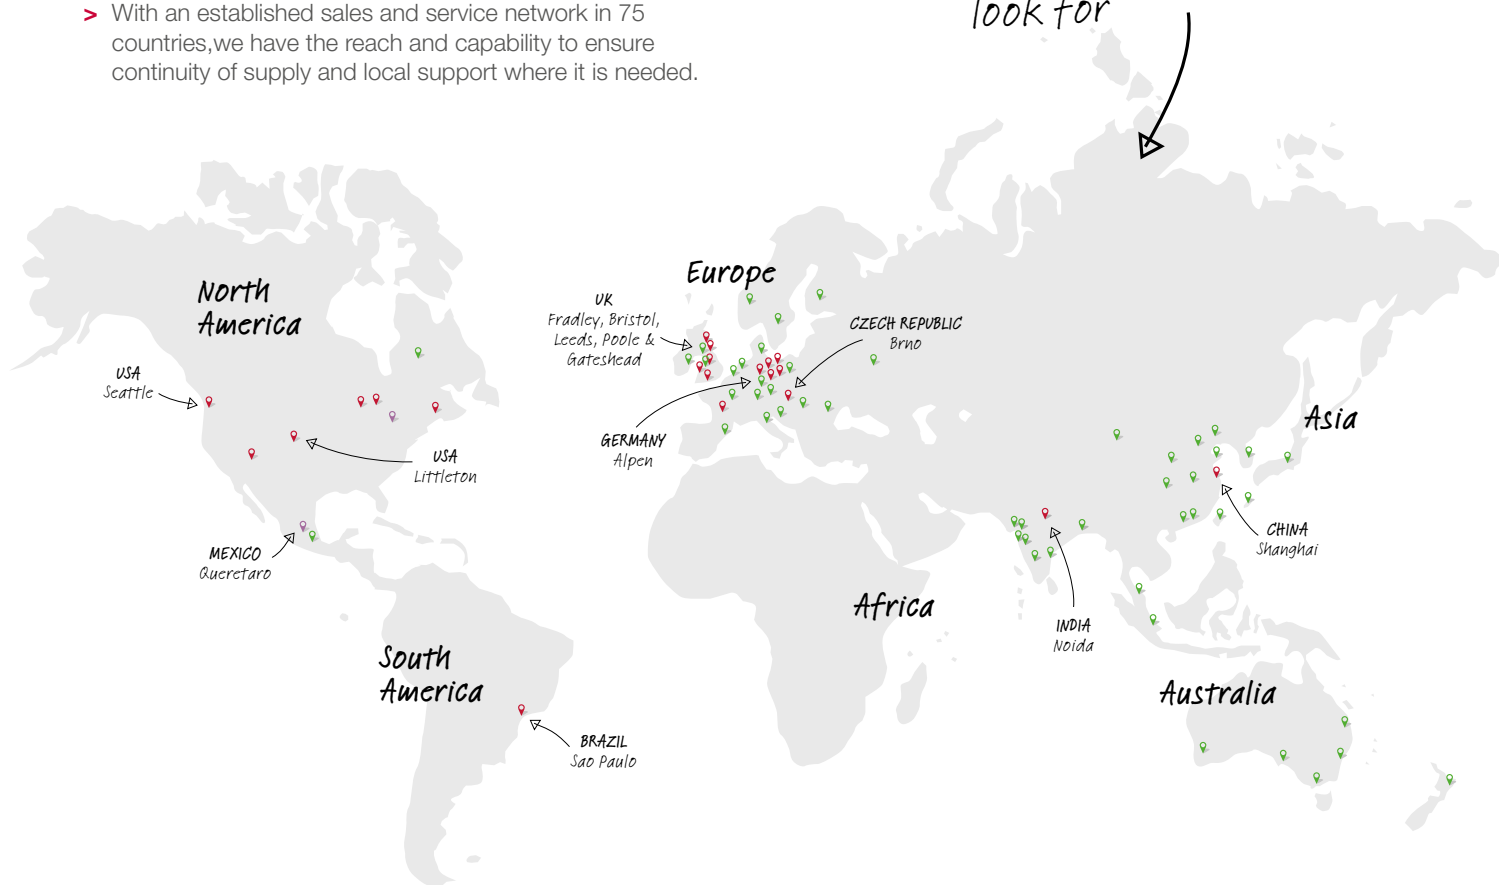 > With an established sales and service network in 75
countries,we have the reach and capability to ensure
continuity of supply and local support where it is needed.
look for
Europe
North
America
UK
Fradley, Bristol,
Leeds, Poole &
Gateshead
CZECH REPUBLIC
Brno
USA
Seattle
Asia
GERMANY
Alpen
USA
Littleton
CHINA
Shanghai
MEXICO
Queretaro
Africa
INDIA
Noida
South
America
Australia
BRAZIL
Sao Paulo